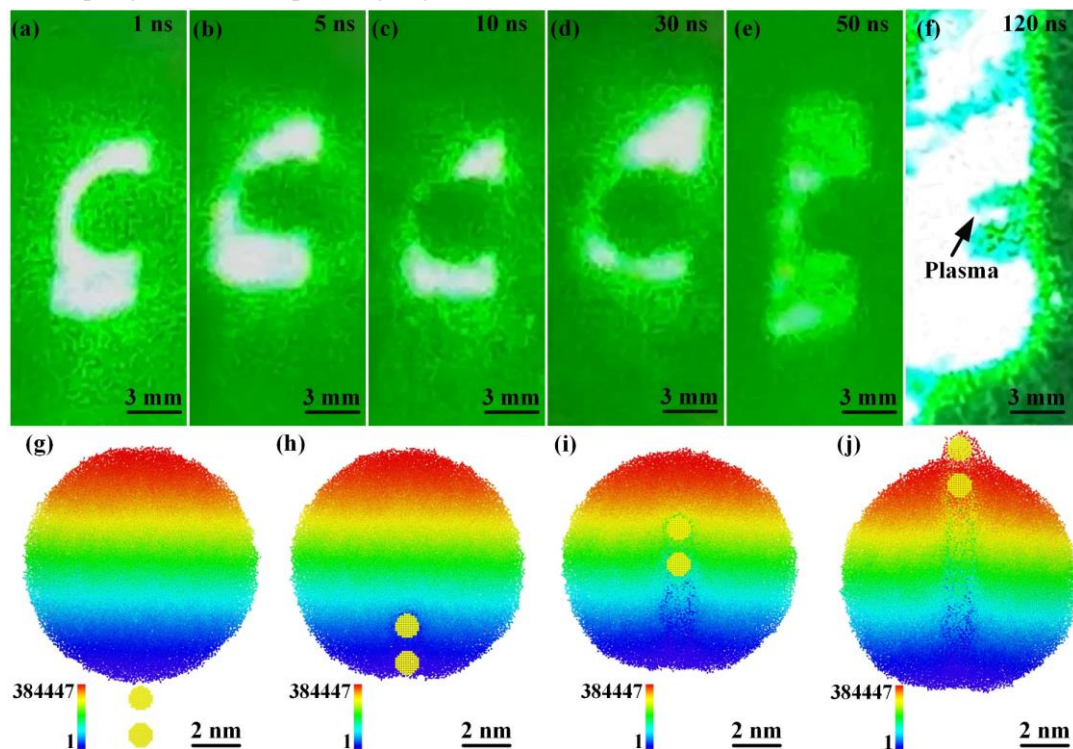 (a) 1 ns (b) 5 ns (c) 10 ns (d) 30 ns (e) 50 ns (f) 120 ns
Plasma
3 mm 3 mm 3 mm 3 mm 3 mm 3 mm
(g) (h) (i) (j)
384447 384447 384447 384447
1 2 nm 1 2 nm 1 2 nm 1 2 nm